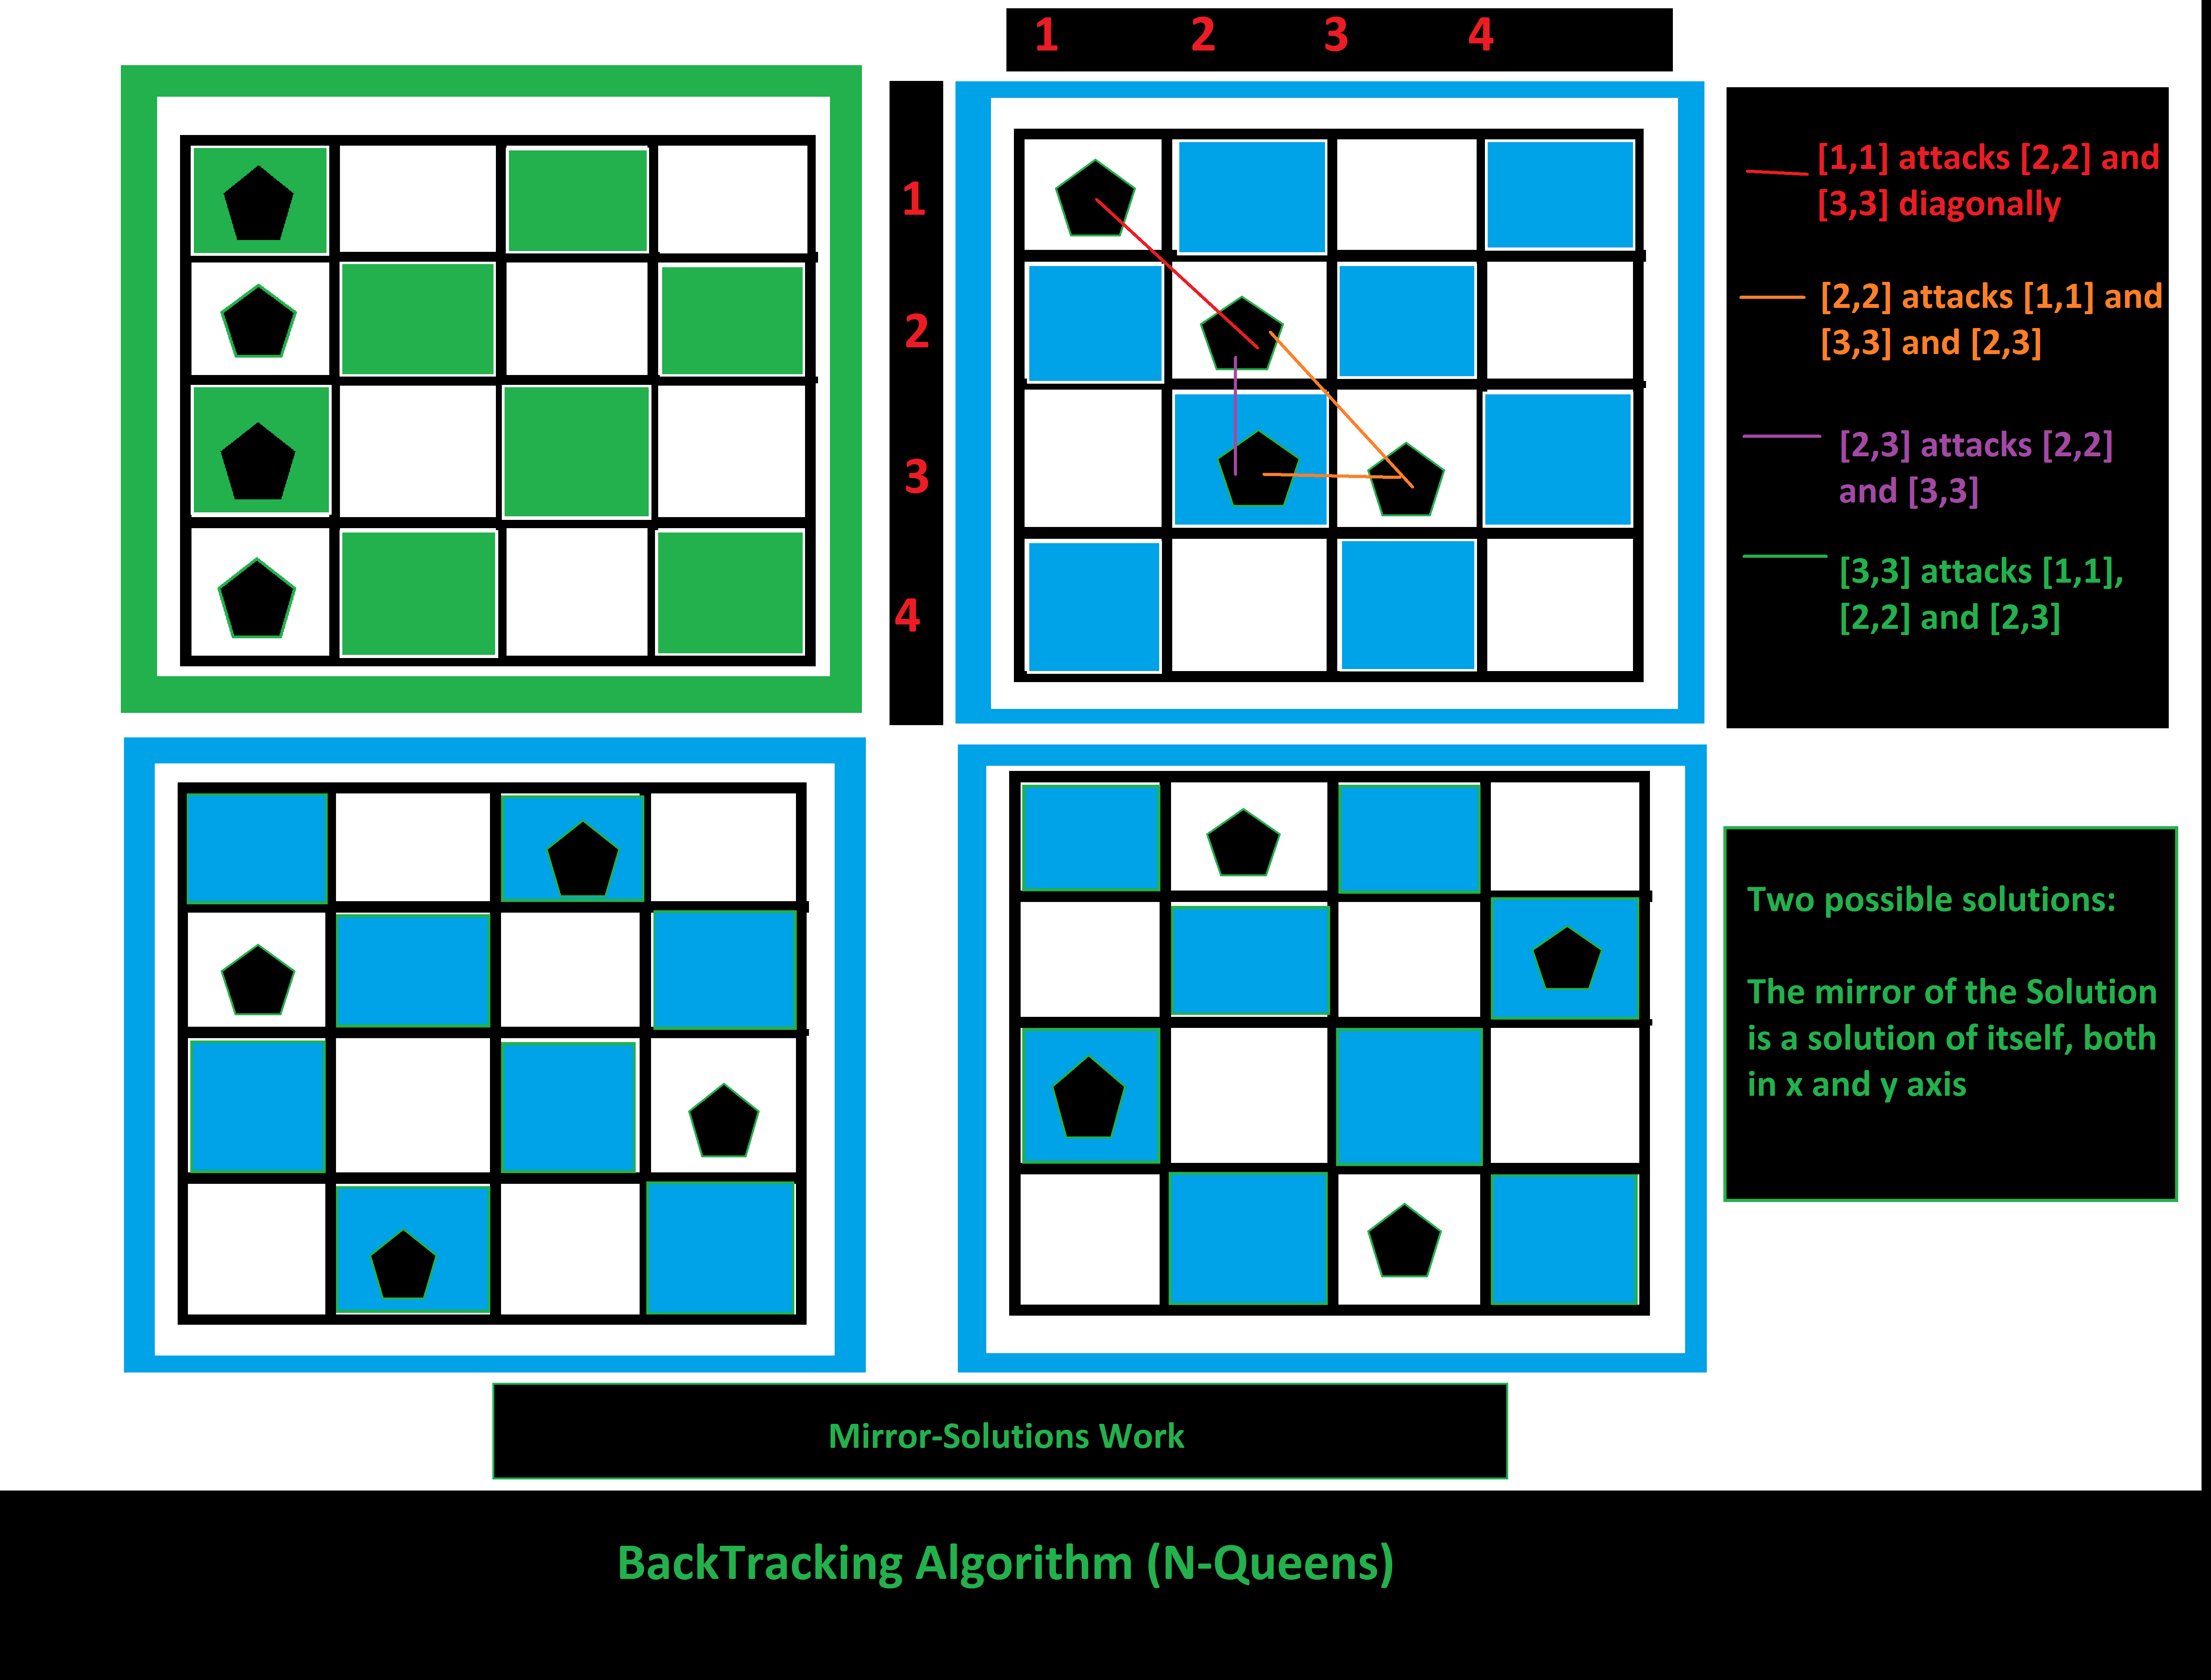 1 2 3 4
1
2
3
4
[1,1] attacks [2,2] and
[3,3] diagonally
[2,2] attacks [1,1] and
[3,3] and [2,3]
[2,3] attacks [2,2]
and [3,3]
[3,3] attacks [1,1],
[2,2] and [2,3]
Two possible solutions:
The mirror of the Solution
is a solution of itself, both
in x and y axis
Mirror-Solutions Work
BackTracking Algorithm (N-Queens)